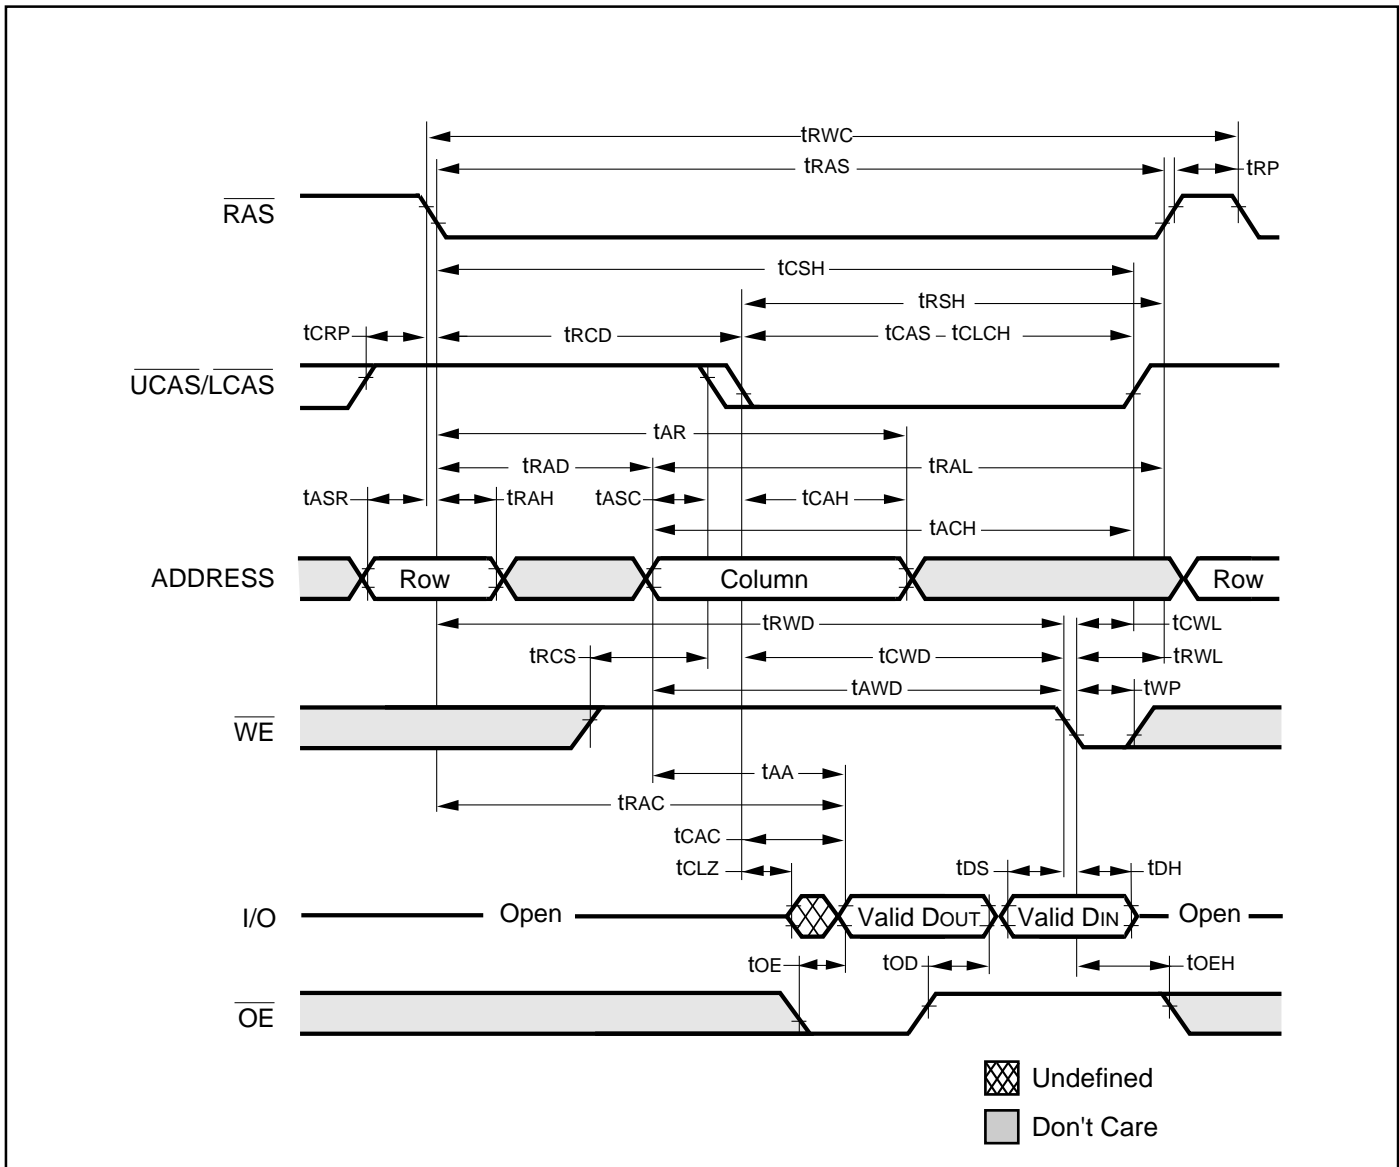 tRWC
tRAS
tRP
RAS
tCSH
tRSH
tCRP
tRCD
tCAS - tCLCH
UCAS/LCAS
tAR
tRAD
tRAL
tASR
tRAH
tASC
tCAH
tACH
ADDRESS
Row
Column
Row
tRWD
tCWL
tRCS
tCWD
tRWL
tAWD
tWP
WE
tAA
tRAC
tCAC
tCLZ
tDS
tDH
I/O
Open
Valid DOUT
Valid DIN
Open
tOE
tOD
tOEH
OE
Undefined
Don't Care